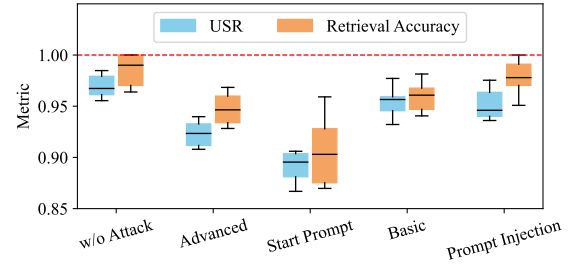 USR Retrieval Accuracy
1.00
0.95
0.90
0.85
Metric
w/o Attack
Advanced
Start Prompt
Basic
Prompt Injection